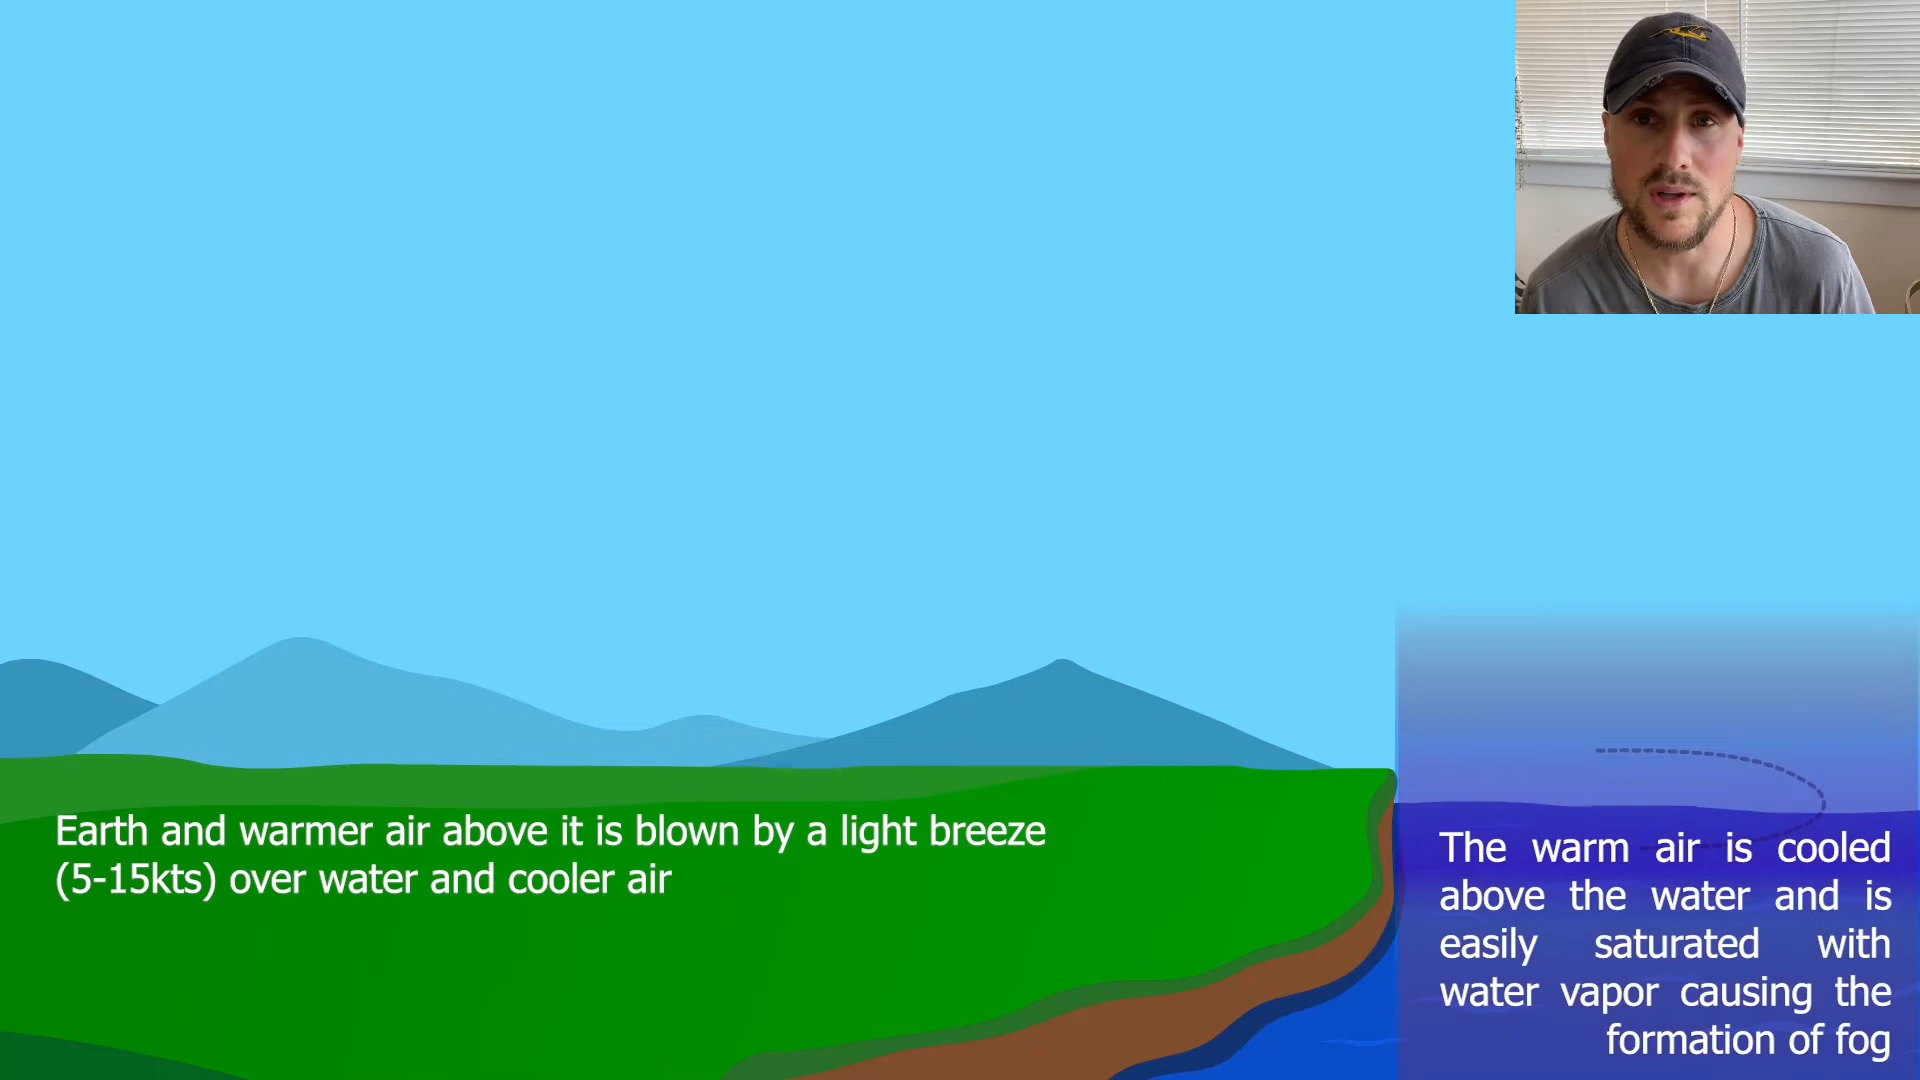 Earth and warmer air above it is blown by a light breeze
(5-15kts) over water and cooler air
The warm air is cooled
above the water and is
easily saturated with
water vapor causing the
formation of fog